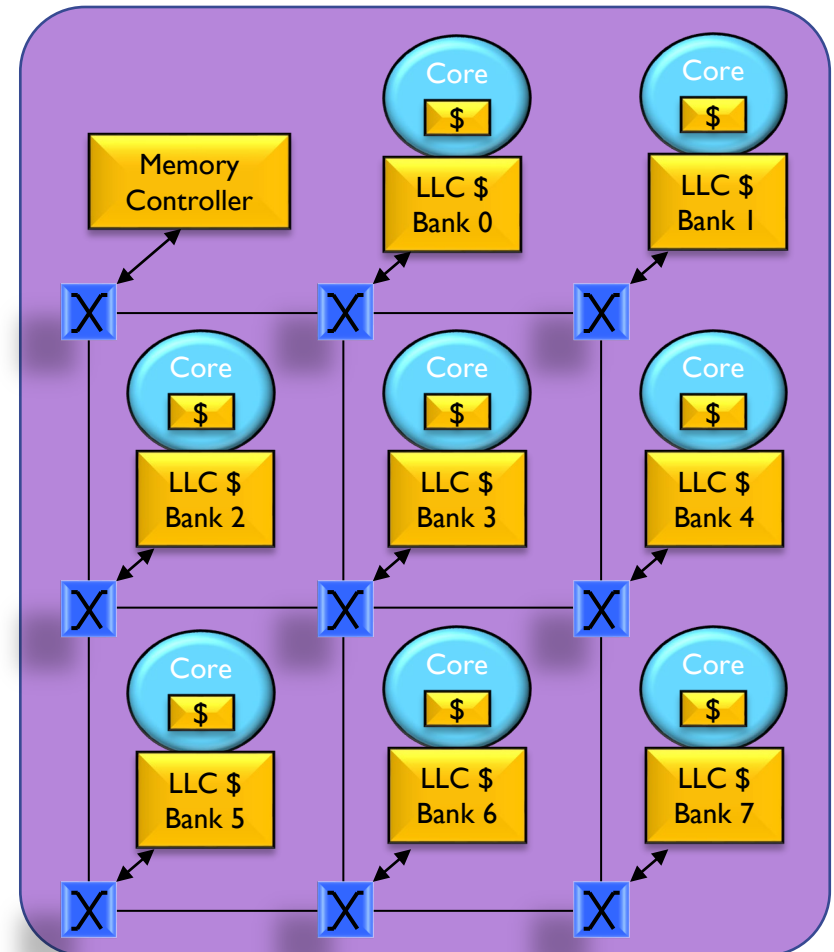 Core
$
Core
$
Memory
Controller
LLC $
Bank 0
LLC $
Bank 1
Core
$
Core
$
Core
$
LLC $
Bank 2
LLC $
Bank 3
LLC $
Bank 4
Core
$
Core
$
Core
$
LLC $
Bank 5
LLC $
Bank 6
LLC $
Bank 7